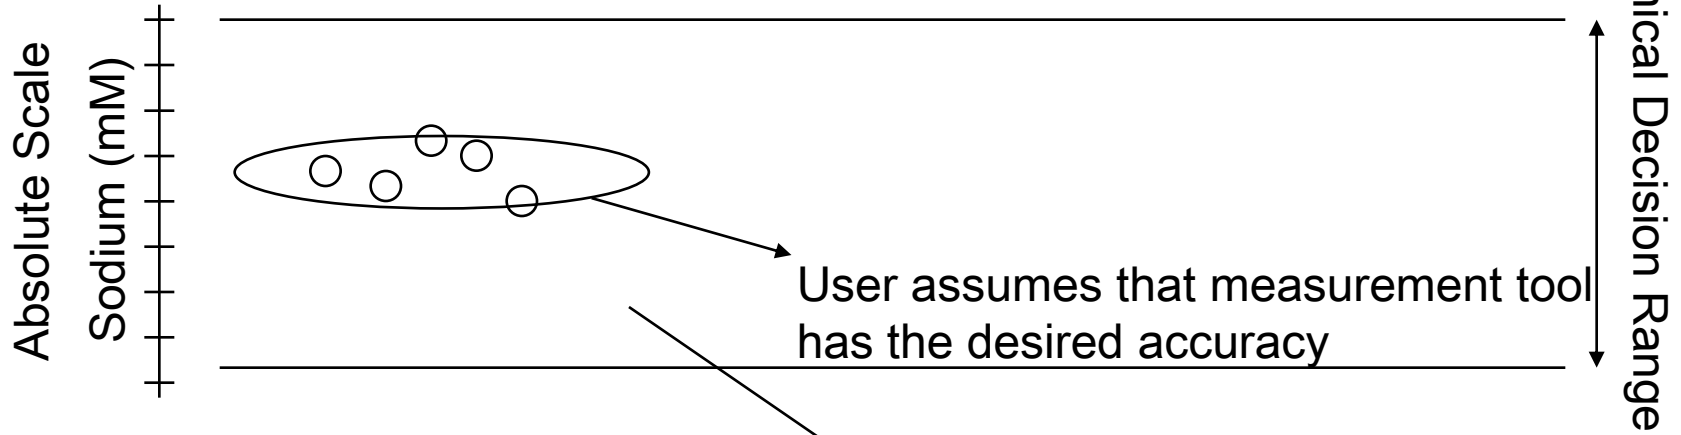 Absolute Scale
Sodium (mM)
User assumes that measurement tool
has the desired accuracy
Decision Range